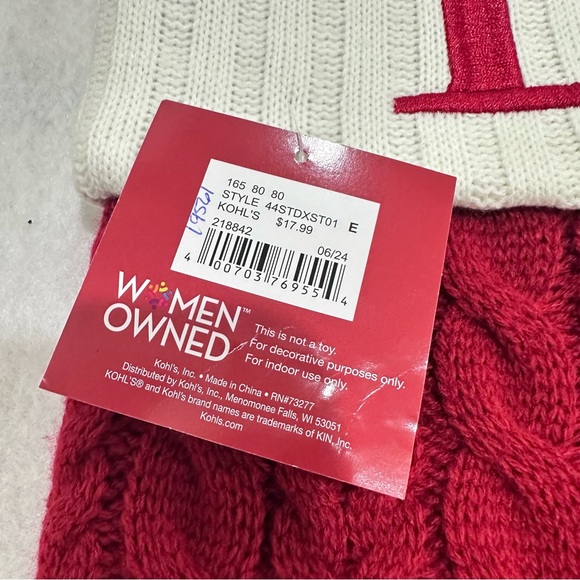 165 80 80
STYLE 44STDXST01 E
KOHL'S $17.99
218842 06/24
4 00703 76955 4
19561
WOMEN™
OWNED
This is not a toy.
For decorative purposes only.
For indoor use only.
Kohl's, Inc. • Made in China • RN#73277
Distributed by Kohl's, Inc., Menomonee Falls, WI 53051
KOHL'S® and Kohl's brand names are trademarks of KIN, Inc.
Kohls.com